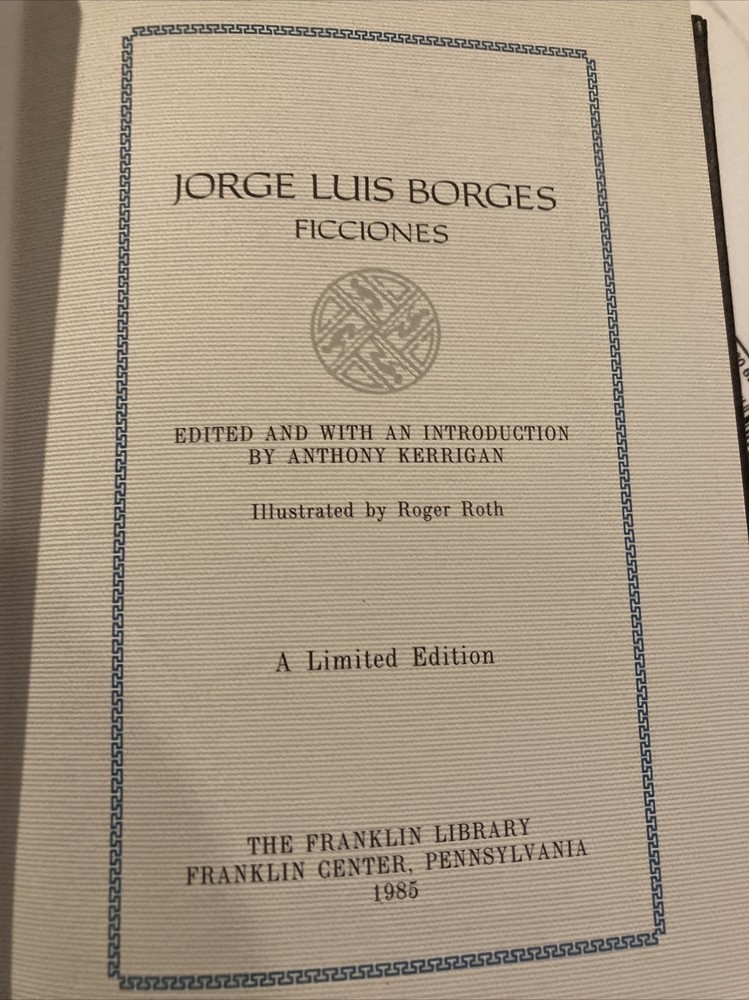 JORGE LUIS BORGES
FICCIONES
EDITED AND WITH AN INTRODUCTION
BY ANTHONY KERRIGAN
Illustrated by Roger Roth
A Limited Edition
THE FRANKLIN LIBRARY
FRANKLIN CENTER, PENNSYLVANIA
1985